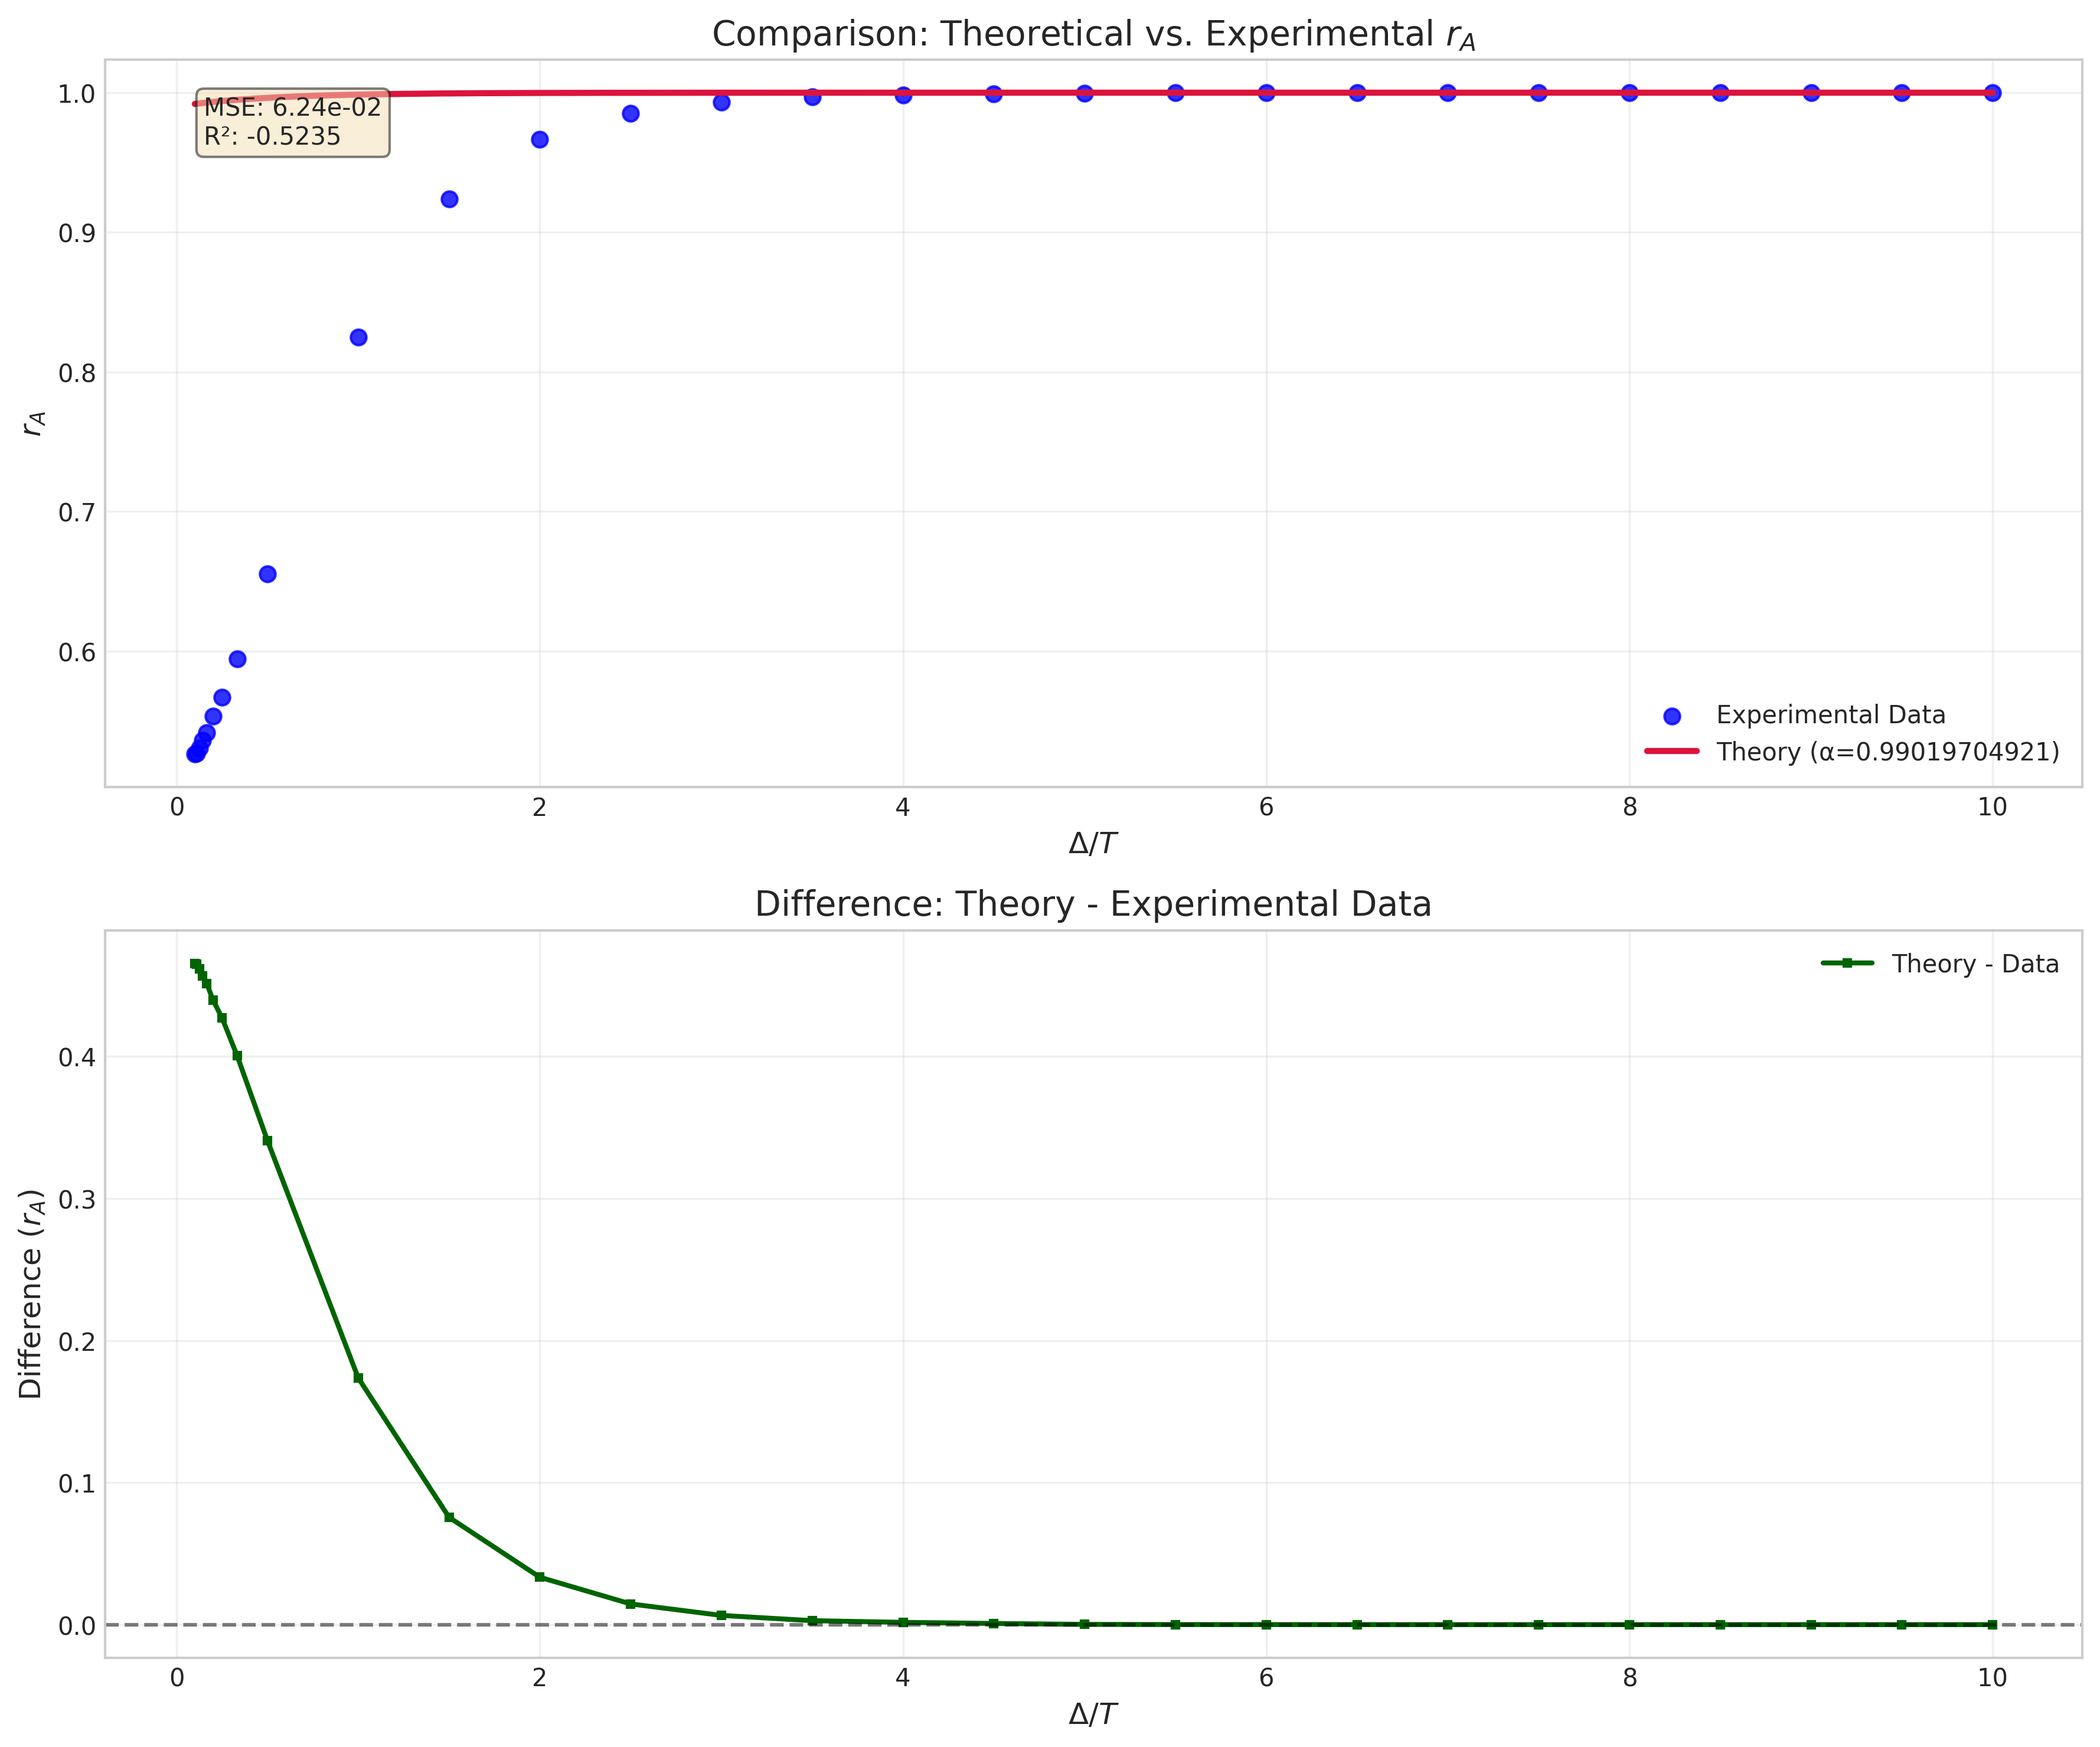 Comparison: Theoretical vs. Experimental r_A
MSE: 6.24e-02
R²: -0.5235
1.0
0.9
0.8
0.7
0.6
r_A
Experimental Data
Theory (α=0.99019704921)
0 2 4 6 8 10
Δ/T
Difference: Theory - Experimental Data
Theory - Data
0.4
0.3
0.2
0.1
0.0
Difference (r_A)
0 2 4 6 8 10
Δ/T